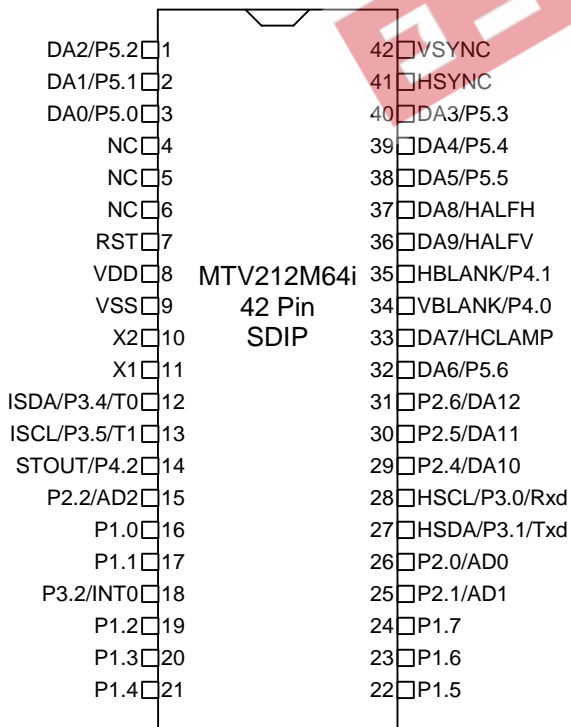 DA2/P5.2 1 42 VSYNC
DA1/P5.1 2 41 HSYNC
DA0/P5.0 3 40 DA3/P5.3
NC 4 39 DA4/P5.4
NC 5 38 DA5/P5.5
NC 6 37 DA8/HALFH
RST 7 36 DA9/HALFV
VDD 8 MTV212M64i 35 HBLANK/P4.1
VSS 9 42 Pin 34 VBLANK/P4.0
X2 10 SDIP 33 DA7/HCLAMP
X1 11 32 DA6/P5.6
ISDA/P3.4/T0 12 31 P2.6/DA12
ISCL/P3.5/T1 13 30 P2.5/DA11
STOUT/P4.2 14 29 P2.4/DA10
P2.2/AD2 15 28 HSCL/P3.0/Rxd
P1.0 16 27 HSDA/P3.1/Txd
P1.1 17 26 P2.0/AD0
P3.2/INT0 18 25 P2.1/AD1
P1.2 19 24 P1.7
P1.3 20 23 P1.6
P1.4 21 22 P1.5